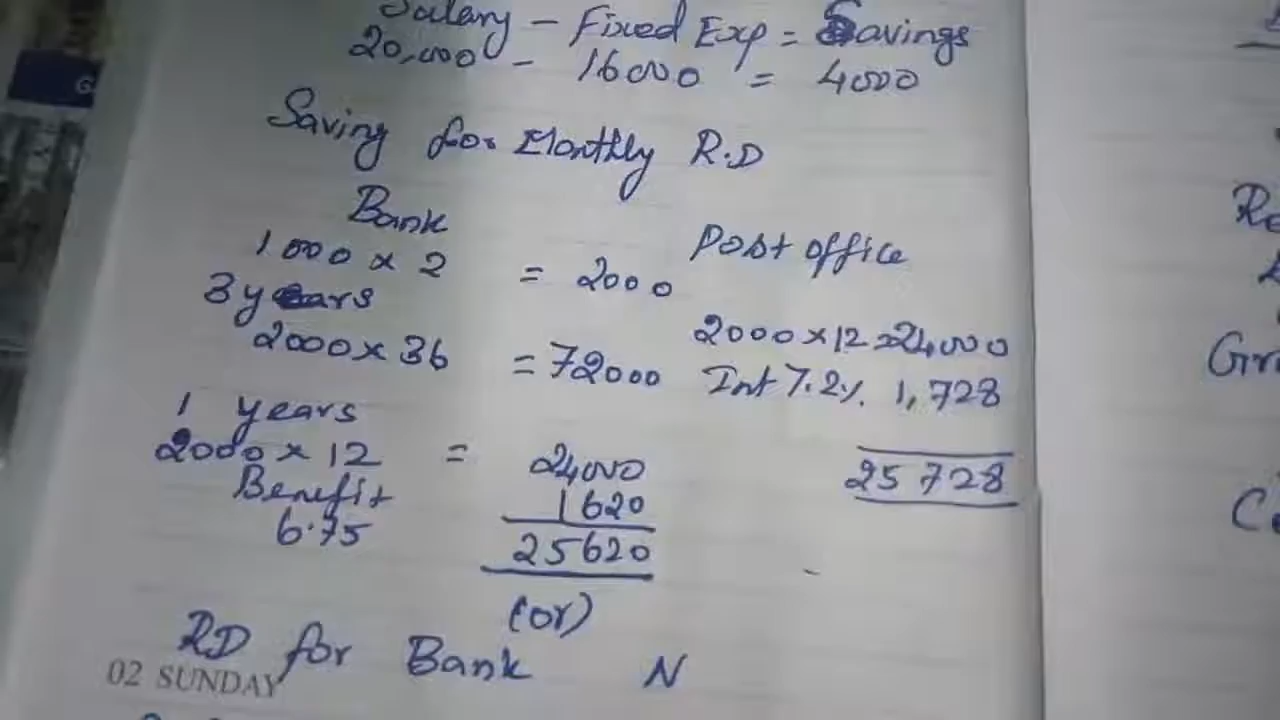 Salary - Fixed Exp = Savings
20,000 - 16000 = 4000
Saving for Monthly R.D
Bank
1000 x 2 = 2000
3 years
2000 x 36 = 72000
1 years
2000 x 12 = 24000
Benefit 1620
6.75
25620
(or)
RD for Bank N
02 SUNDAY
Post office
2000 x 12 = 24000
Int 7.2%. 1,728
25728
G
Re
Gr
C